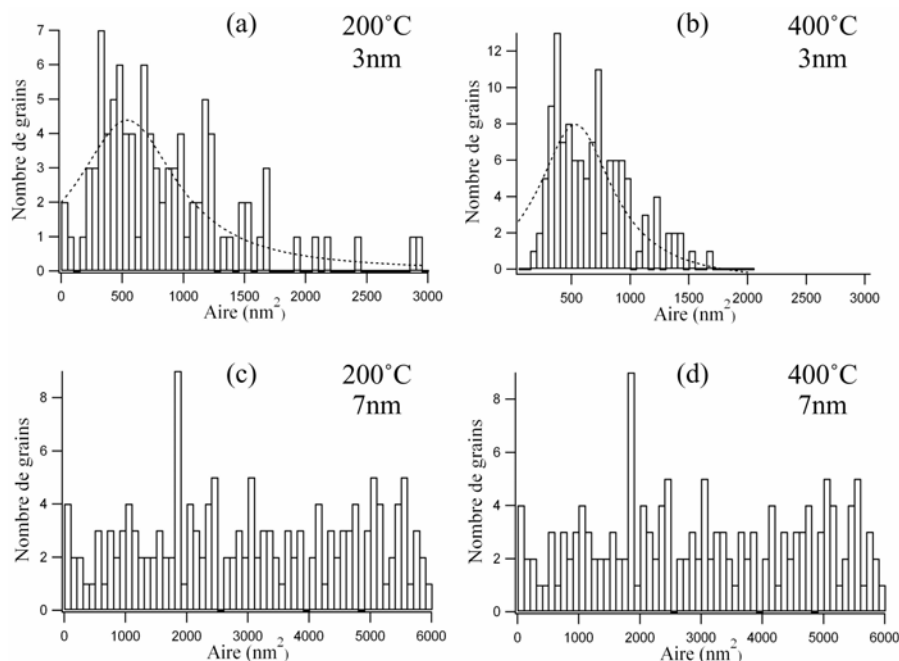 (a)
200°C
3nm
Nombre de grains
7
6
5
4
3
2
1
0
0 500 1000 1500 2000 2500 3000
Aire (nm²)
(b)
400°C
3nm
Nombre de grains
12
10
8
6
4
2
0
500 1000 1500 2000 2500 3000
Aire (nm²)
(c)
200°C
7nm
Nombre de grains
8
6
4
2
0
0 1000 2000 3000 4000 5000 6000
Aire (nm²)
(d)
400°C
7nm
Nombre de grains
8
6
4
2
0
0 1000 2000 3000 4000 5000 6000
Aire (nm²)